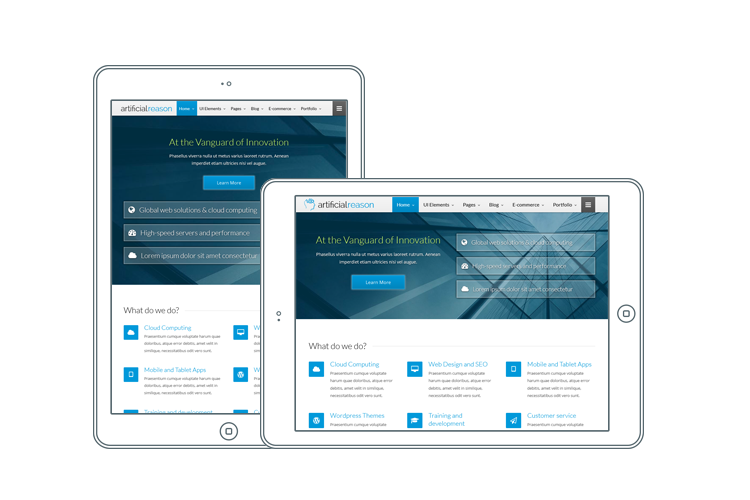 artificialreason Home UI Elements Pages Blog E-commerce Portfolio
At the Vanguard of Innovation
Phasellus viverra nulla ut metus varius laoreet rutrum. Aenean
imperdiet etiam ultricies nisi vel augue.
Learn More
Global web solutions & cloud computing
High-speed servers and performance
Lorem ipsum dolor sit amet consectetur
What do we do?
Cloud Computing
Praesentium cumque voluptate harum quae
doloribus, atque error debitis, amet velit in
similique, necessitatibus velit vero sunt.
Mobile and Tablet Apps
Praesentium cumque voluptate harum quae
doloribus, atque error debitis, amet velit in
similique, necessitatibus velit vero sunt.
Training and development
artificialreason Home UI Elements Pages Blog E-commerce Portfolio
At the Vanguard of Innovation
Phasellus viverra nulla ut metus varius laoreet rutrum. Aenean
imperdiet etiam ultricies nisi vel augue.
Learn More
Global web solutions & cloud computing
High-speed servers and performance
Lorem ipsum dolor sit amet consectetur
What do we do?
Cloud Computing
Praesentium cumque voluptate
harum quae doloribus, atque error
debitis, amet velit in similique,
necessitatibus velit vero sunt.
Web Design and SEO
Praesentium cumque voluptate
harum quae doloribus, atque error
debitis, amet velit in similique,
necessitatibus velit vero sunt.
Mobile and Tablet Apps
Praesentium cumque voluptate
harum quae doloribus, atque error
debitis, amet velit in similique,
necessitatibus velit vero sunt.
Wordpress Themes
Praesentium cumque voluptate
Training and
development
Customer service
Praesentium cumque voluptate